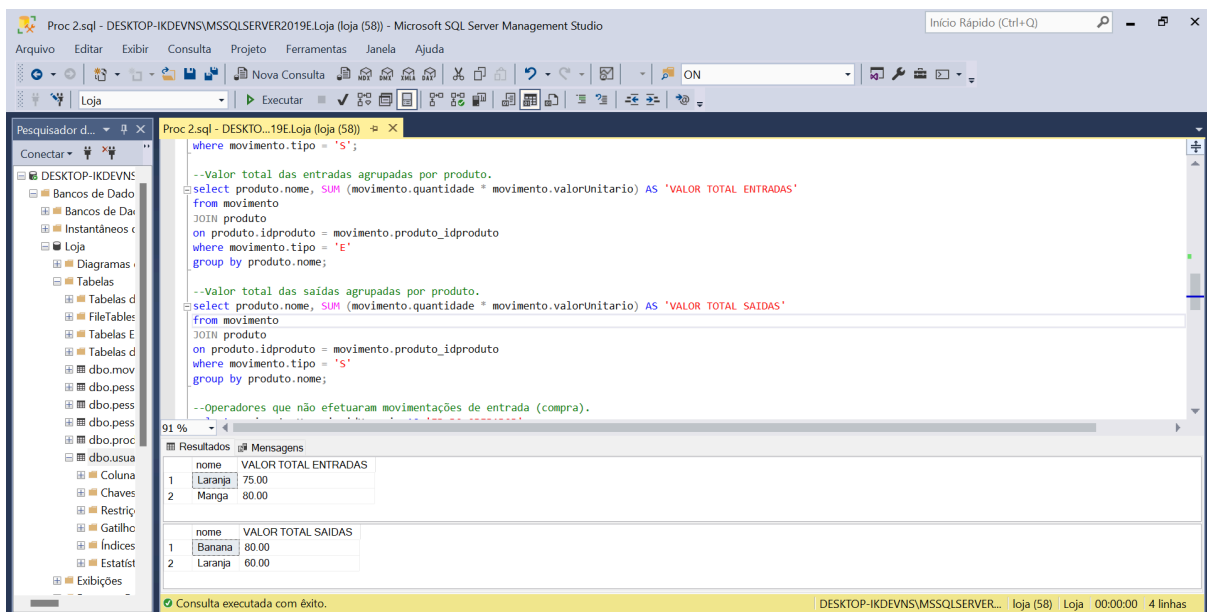 Proc 2.sql - DESKTOP-IKDEVNS\MSSQLSERVER2019E.Loja (loja (58)) - Microsoft SQL Server Management Studio
Início Rápido (Ctrl+Q)
Arquivo Editar Exibir Consulta Projeto Ferramentas Janela Ajuda
Nova Consulta MDX DMX XMLA DAX ON
Loja Executar
Pesquisador d...
Proc 2.sql - DESKTO...19E.Loja (loja (58))
Conectar
DESKTOP-IKDEVNS
Bancos de Dado
Bancos de Da
Instantâneos
Loja
Diagramas
Tabelas
Tabelas d
FileTables
Tabelas E
Tabelas d
dbo.mov
dbo.pess
dbo.pess
dbo.pess
dbo.prod
dbo.usua
Coluna
Chaves
Restriç
Gatilho
Índices
Estatíst
Exibições
where movimento.tipo = 'S';
--Valor total das entradas agrupadas por produto.
select produto.nome, SUM (movimento.quantidade * movimento.valorUnitario) AS 'VALOR TOTAL ENTRADAS'
from movimento
JOIN produto
on produto.idproduto = movimento.produto_idproduto
where movimento.tipo = 'E'
group by produto.nome;
--Valor total das saídas agrupadas por produto.
select produto.nome, SUM (movimento.quantidade * movimento.valorUnitario) AS 'VALOR TOTAL SAIDAS'
from movimento
JOIN produto
on produto.idproduto = movimento.produto_idproduto
where movimento.tipo = 'S'
group by produto.nome;
--Operadores que não efetuaram movimentações de entrada (compra).
91 %
Resultados Mensagens
nome VALOR TOTAL ENTRADAS
1 Laranja 75.00
2 Manga 80.00
nome VALOR TOTAL SAIDAS
1 Banana 80.00
2 Laranja 60.00
Consulta executada com êxito.
DESKTOP-IKDEVNS\MSSQLSERVER... loja (58) Loja 00:00:00 4 linhas